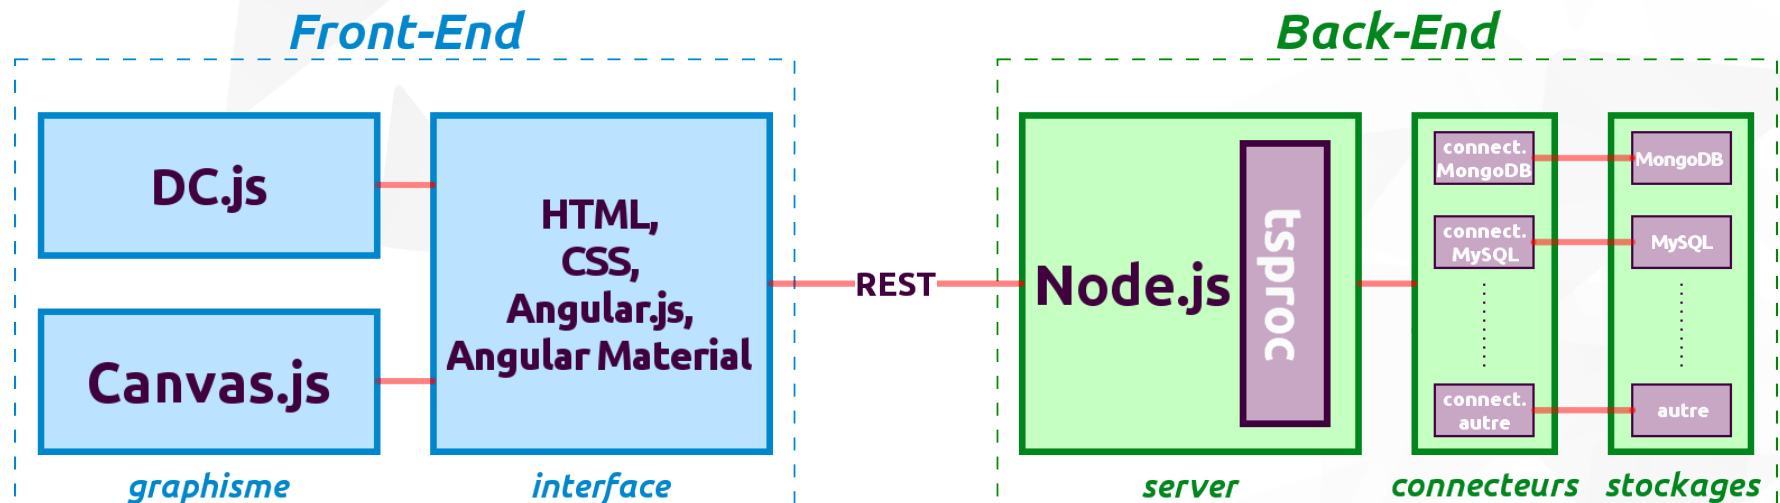 Front-End
Back-End
DC.js
Canvas.js
HTML,
CSS,
Angular.js,
Angular Material
REST
Node.js
tsproc
connect.
MongoDB
MongoDB
connect.
MySQL
MySQL
connect.
autre
autre
graphisme
interface
server
connecteurs
stockages